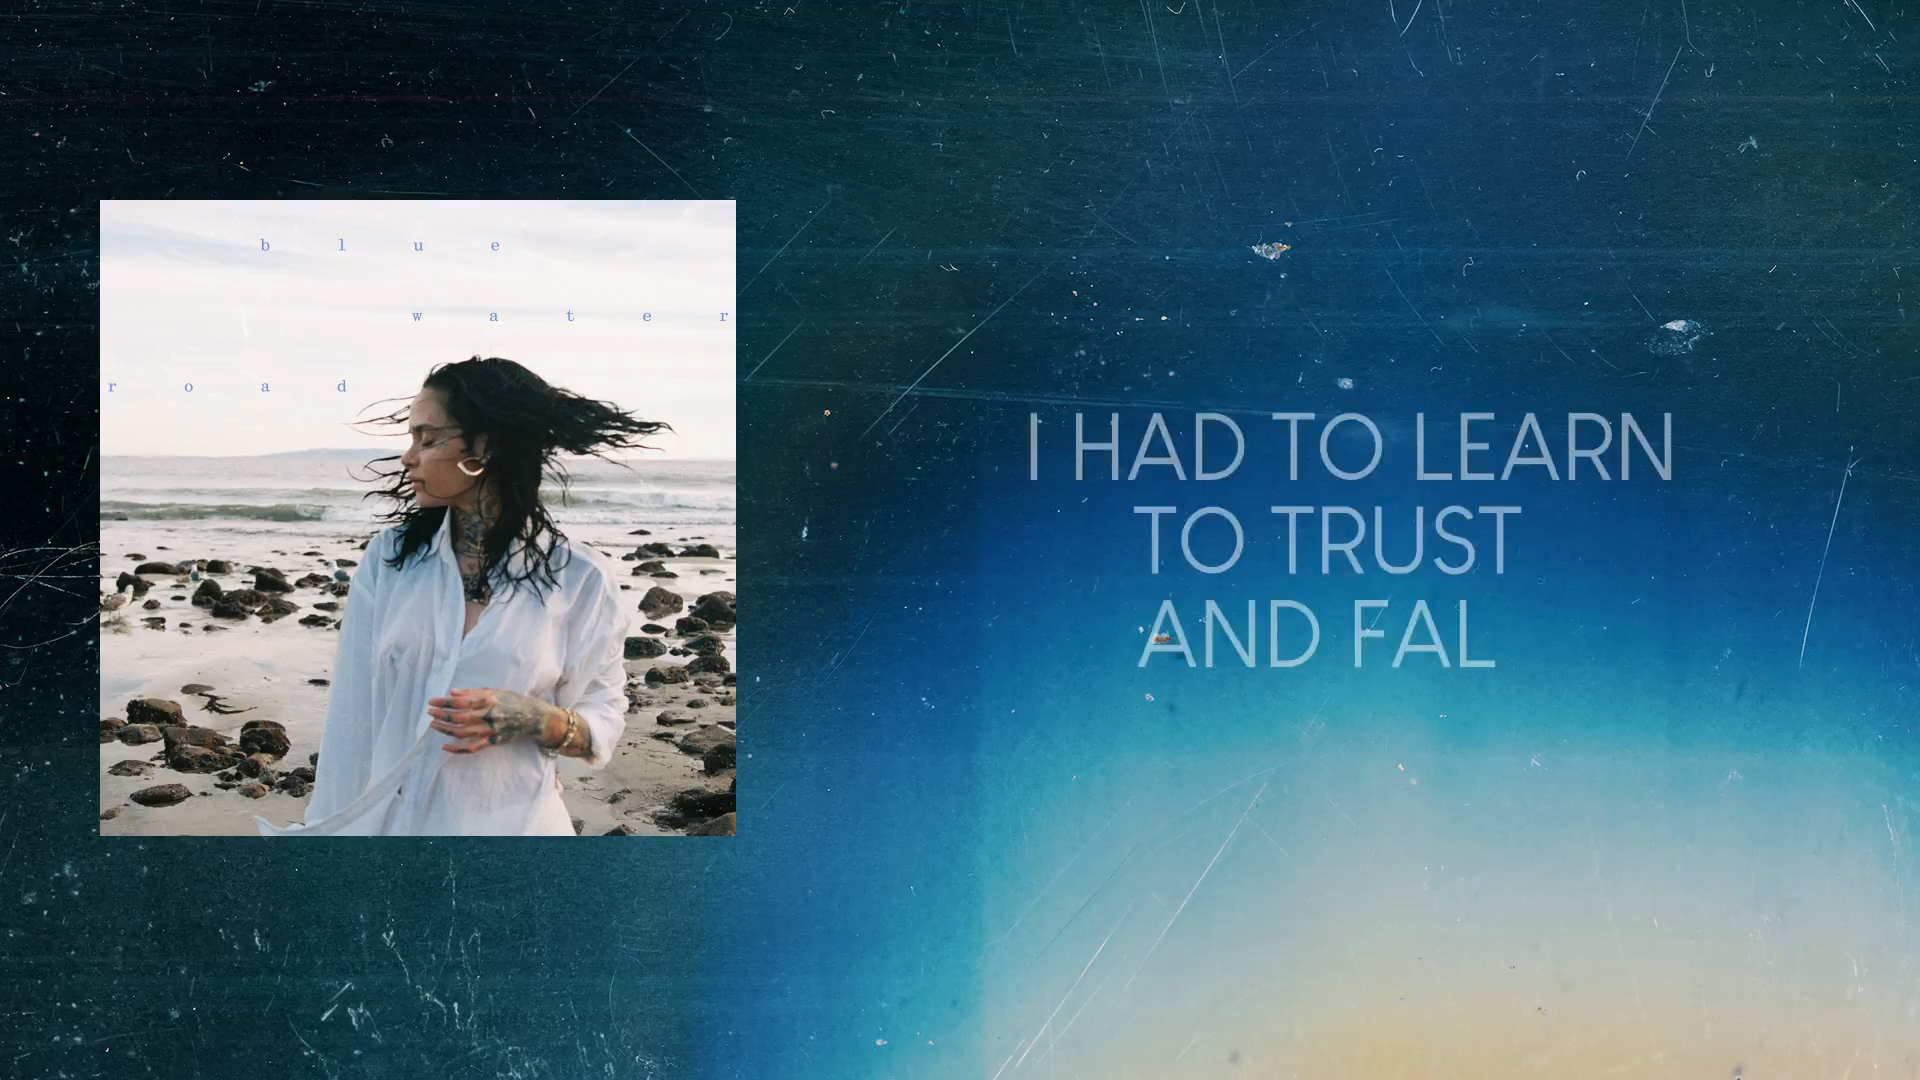 b l u e
w a t e r
r o a d
I HAD TO LEARN
TO TRUST
AND FAL